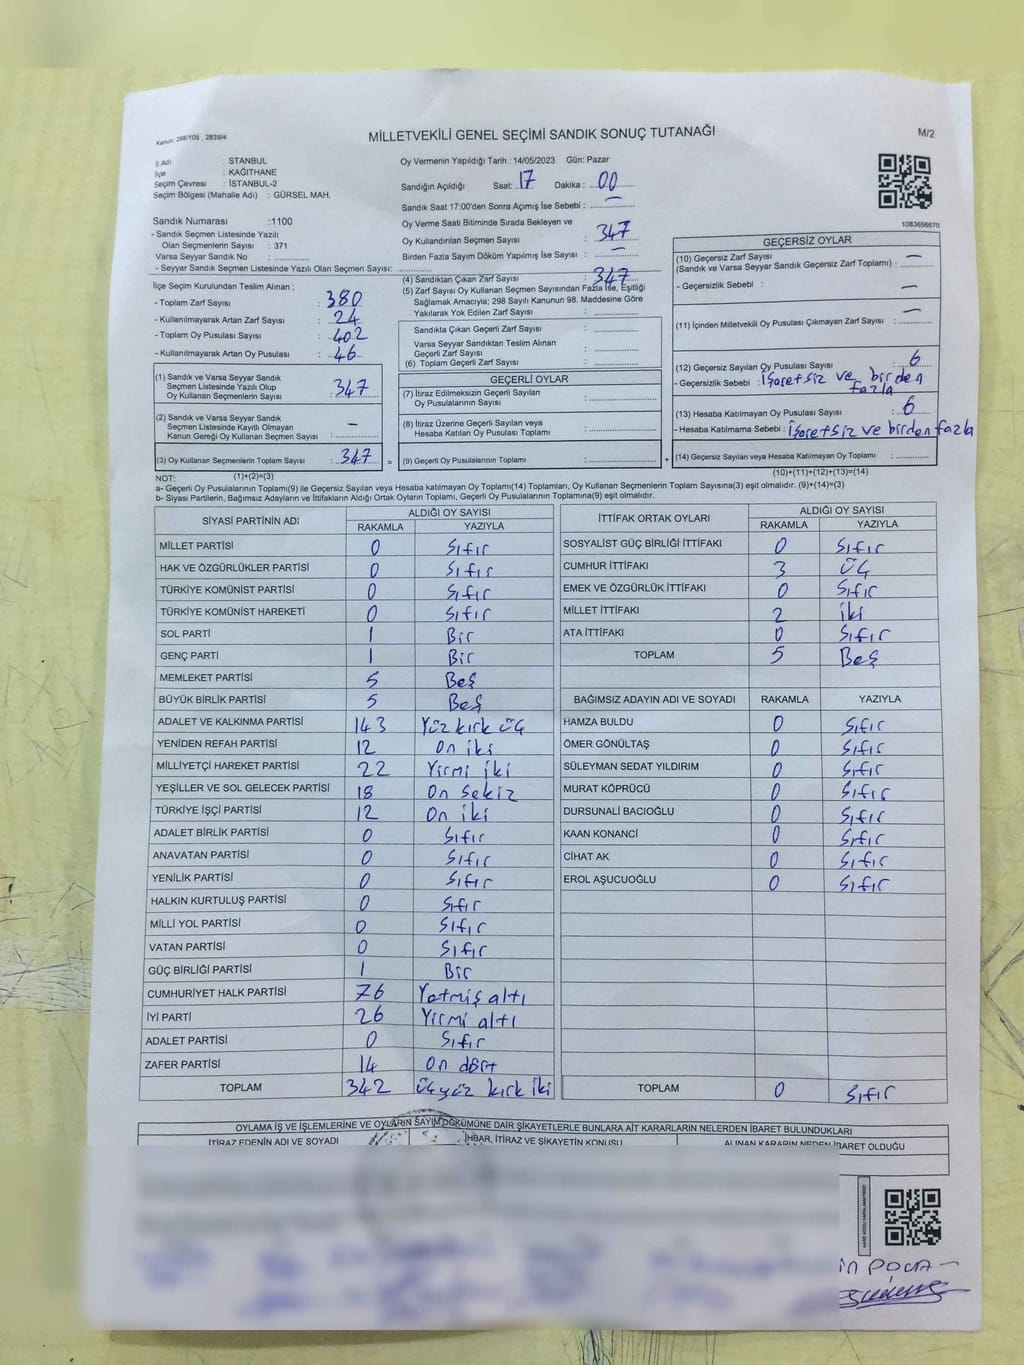 Kanun: 298/105 , 2839/4
MİLLETVEKİLİ GENEL SEÇİMİ SANDIK SONUÇ TUTANAĞI
M/2
İl Adı : STANBUL
İlçe : KAĞITHANE
Seçim Çevresi : İSTANBUL-2
Seçim Bölgesi (Mahalle Adı) : GÜRSEL MAH.
Oy Vermenin Yapıldığı Tarih : 14/05/2023 Gün: Pazar
Sandığın Açıldığı Saat: 17 Dakika : 00
Sandık Saat 17:00'den Sonra Açımış İse Sebebi : —
Sandık Numarası :1100
- Sandık Seçmen Listesinde Yazılı
Olan Seçmenlerin Sayısı : 371
Varsa Seyyar Sandık No :
- Seyyar Sandık Seçmen Listesinde Yazılı Olan Seçmen Sayısı:
Oy Verme Saati Bitiminde Sırada Bekleyen ve
Oy Kullandırılan Seçmen Sayısı : 347
Birden Fazla Sayım Döküm Yapılmış İse Sayısı : —
1083656670
İlçe Seçim Kurulundan Teslim Alınan ;
- Toplam Zarf Sayısı : 380
- Kullanılmayarak Artan Zarf Sayısı : 24
- Toplam Oy Pusulası Sayısı : 402
- Kullanılmayarak Artan Oy Pusulası : 46
(1) Sandık ve Varsa Seyyar Sandık
Seçmen Listesinde Yazılı Olup
Oy Kullanan Seçmenlerin Sayısı : 347
(2) Sandık ve Varsa Seyyar Sandık
Seçmen Listesinde Kayıtlı Olmayan
Kanun Gereği Oy Kullanan Seçmen Sayısı : —
(3) Oy Kullanan Seçmenlerin Toplam Sayısı : 347 =
(4) Sandıktan Çıkan Zarf Sayısı : 347
(5) Zarf Sayısı Oy Kullanan Seçmen Sayısından Fazla İse, Eşitliği
Sağlamak Amacıyla; 298 Sayılı Kanunun 98. Maddesine Göre
Yakılarak Yok Edilen Zarf Sayısı :
Sandıkta Çıkan Geçerli Zarf Sayısı :
Varsa Seyyar Sandıktan Teslim Alınan
Geçerli Zarf Sayısı :
(6) Toplam Geçerli Zarf Sayısı :
GEÇERLİ OYLAR
(7) İtiraz Edilmeksizin Geçerli Sayılan
Oy Pusulalarının Sayısı :
(8) İtiraz Üzerine Geçerli Sayılan veya
Hesaba Katılan Oy Pusulası Toplamı :
(9) Geçerli Oy Pusulalarının Toplamı : +
GEÇERSİZ OYLAR
(10) Geçersiz Zarf Sayısı
(Sandık ve Varsa Seyyar Sandık Geçersiz Zarf Toplamı) : —
- Geçersizlik Sebebi : —
(11) İçinden Milletvekili Oy Pusulası Çıkmayan Zarf Sayısı : —
(12) Geçersiz Sayılan Oy Pusulası Sayısı : 6
- Geçersizlik Sebebi : İşaretsiz ve birden
fazla
(13) Hesaba Katılmayan Oy Pusulası Sayısı : 6
- Hesaba Katılmama Sebebi : İşaretsiz ve birden fazla
(14) Geçersiz Sayılan veya Hesaba Katılmayan Oy Toplamı :
NOT: (1)+(2)=(3) (10)+(11)+(12)+(13)=(14)
a- Geçerli Oy Pusulalarının Toplamı(9) ile Geçersiz Sayılan veya Hesaba katılmayan Oy Toplamı(14) Toplamları, Oy Kullanan Seçmenlerin Toplam Sayısına(3) eşit olmalıdır. (9)+(14)=(3)
b- Siyasi Partilerin, Bağımsız Adayların ve İttifakların Aldığı Ortak Oyların Toplamı, Geçerli Oy Pusulalarının Toplamına(9) eşit olmalıdır.
SİYASİ PARTİNİN ADI ALDIĞI OY SAYISI
RAKAMLA YAZIYLA
MİLLET PARTİSİ 0 Sıfır
HAK VE ÖZGÜRLÜKLER PARTİSİ 0 Sıfır
TÜRKİYE KOMÜNİST PARTİSİ 0 Sıfır
TÜRKİYE KOMÜNİST HAREKETİ 0 Sıfır
SOL PARTİ 1 Bir
GENÇ PARTİ 1 Bir
MEMLEKET PARTİSİ 5 Beş
BÜYÜK BİRLİK PARTİSİ 5 Beş
ADALET VE KALKINMA PARTİSİ 143 Yüz kırk üç
YENİDEN REFAH PARTİSİ 12 On iki
MİLLİYETÇİ HAREKET PARTİSİ 22 Yirmi iki
YEŞİLLER VE SOL GELECEK PARTİSİ 18 On sekiz
TÜRKİYE İŞÇİ PARTİSİ 12 On iki
ADALET BİRLİK PARTİSİ 0 Sıfır
ANAVATAN PARTİSİ 0 Sıfır
YENİLİK PARTİSİ 0 Sıfır
HALKIN KURTULUŞ PARTİSİ 0 Sıfır
MİLLİ YOL PARTİSİ 0 Sıfır
VATAN PARTİSİ 0 Sıfır
GÜÇ BİRLİĞİ PARTİSİ 1 Bir
CUMHURİYET HALK PARTİSİ 76 Yetmiş altı
İYİ PARTİ 26 Yirmi altı
ADALET PARTİSİ 0 Sıfır
ZAFER PARTİSİ 14 On dört
TOPLAM 342 Üçyüz kırk iki
İTTİFAK ORTAK OYLARI ALDIĞI OY SAYISI
RAKAMLA YAZIYLA
SOSYALİST GÜÇ BİRLİĞİ İTTİFAKI 0 Sıfır
CUMHUR İTTİFAKI 3 Üç
EMEK VE ÖZGÜRLÜK İTTİFAKI 0 Sıfır
MİLLET İTTİFAKI 2 İki
ATA İTTİFAKI 0 Sıfır
TOPLAM 5 Beş
BAĞIMSIZ ADAYIN ADI VE SOYADI RAKAMLA YAZIYLA
HAMZA BULDU 0 Sıfır
ÖMER GÖNÜLTAŞ 0 Sıfır
SÜLEYMAN SEDAT YILDIRIM 0 Sıfır
MURAT KÖPRÜCÜ 0 Sıfır
DURSUNALİ BACIOĞLU 0 Sıfır
KAAN KONANCİ 0 Sıfır
CİHAT AK 0 Sıfır
EROL AŞUCUOĞLU 0 Sıfır
TOPLAM 0 Sıfır
OYLAMA İŞ VE İŞLEMLERİNE VE OYLARIN SAYIM DÖKÜMÜNE DAİR ŞİKAYETLERLE BUNLARA AİT KARARLARIN NELERDEN İBARET BULUNDUKLARI
İTİRAZ EDENİN ADI VE SOYADI İHBAR, İTİRAZ VE ŞİKAYETİN KONUSU ALINAN KARARIN NEDEN İBARET OLDUĞU